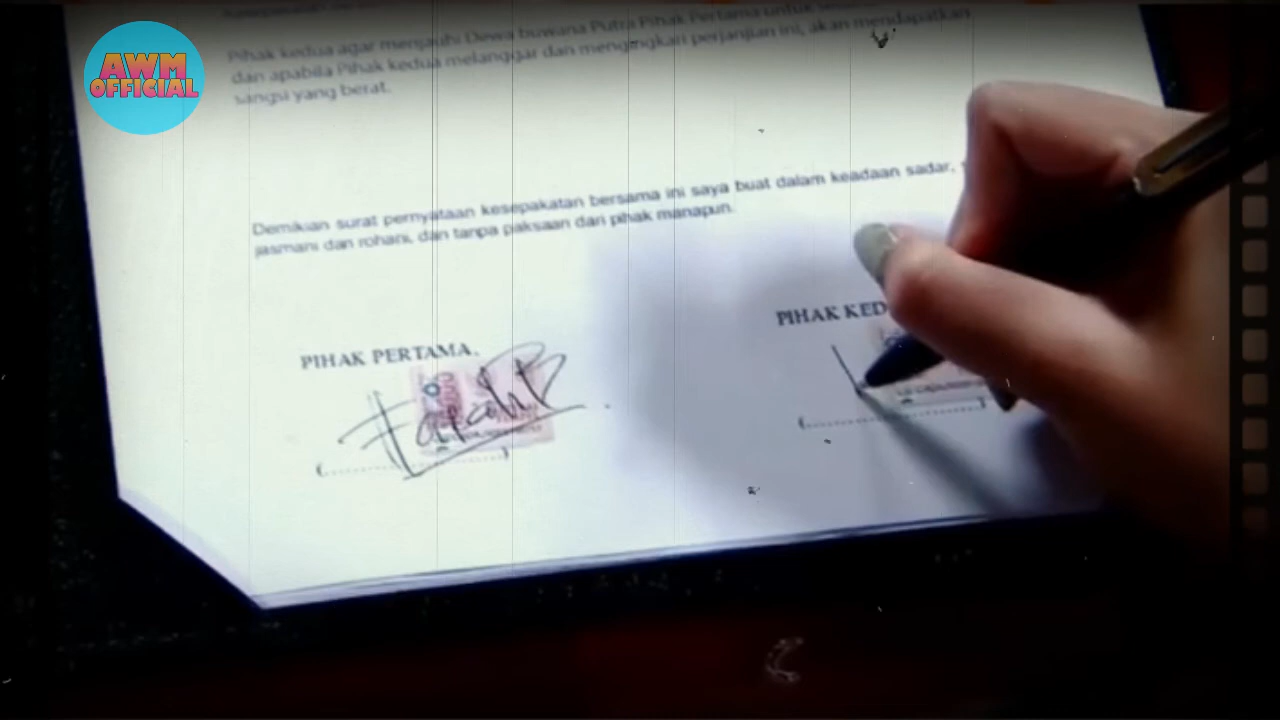 AWM
OFFICIAL
Pihak kedua agar menjauhi Dewa buwana Putra Pihak Pertama untuk
dan apabila Pihak kedua melanggar dan mengingkari perjanjian ini, akan mendapatkan
sangsi yang berat.
Demikian surat pernyataan kesepakatan bersama ini saya buat dalam keadaan sadar,
jasmani dan rohani, dan tanpa paksaan dari pihak manapun.
PIHAK PERTAMA,
PIHAK KED